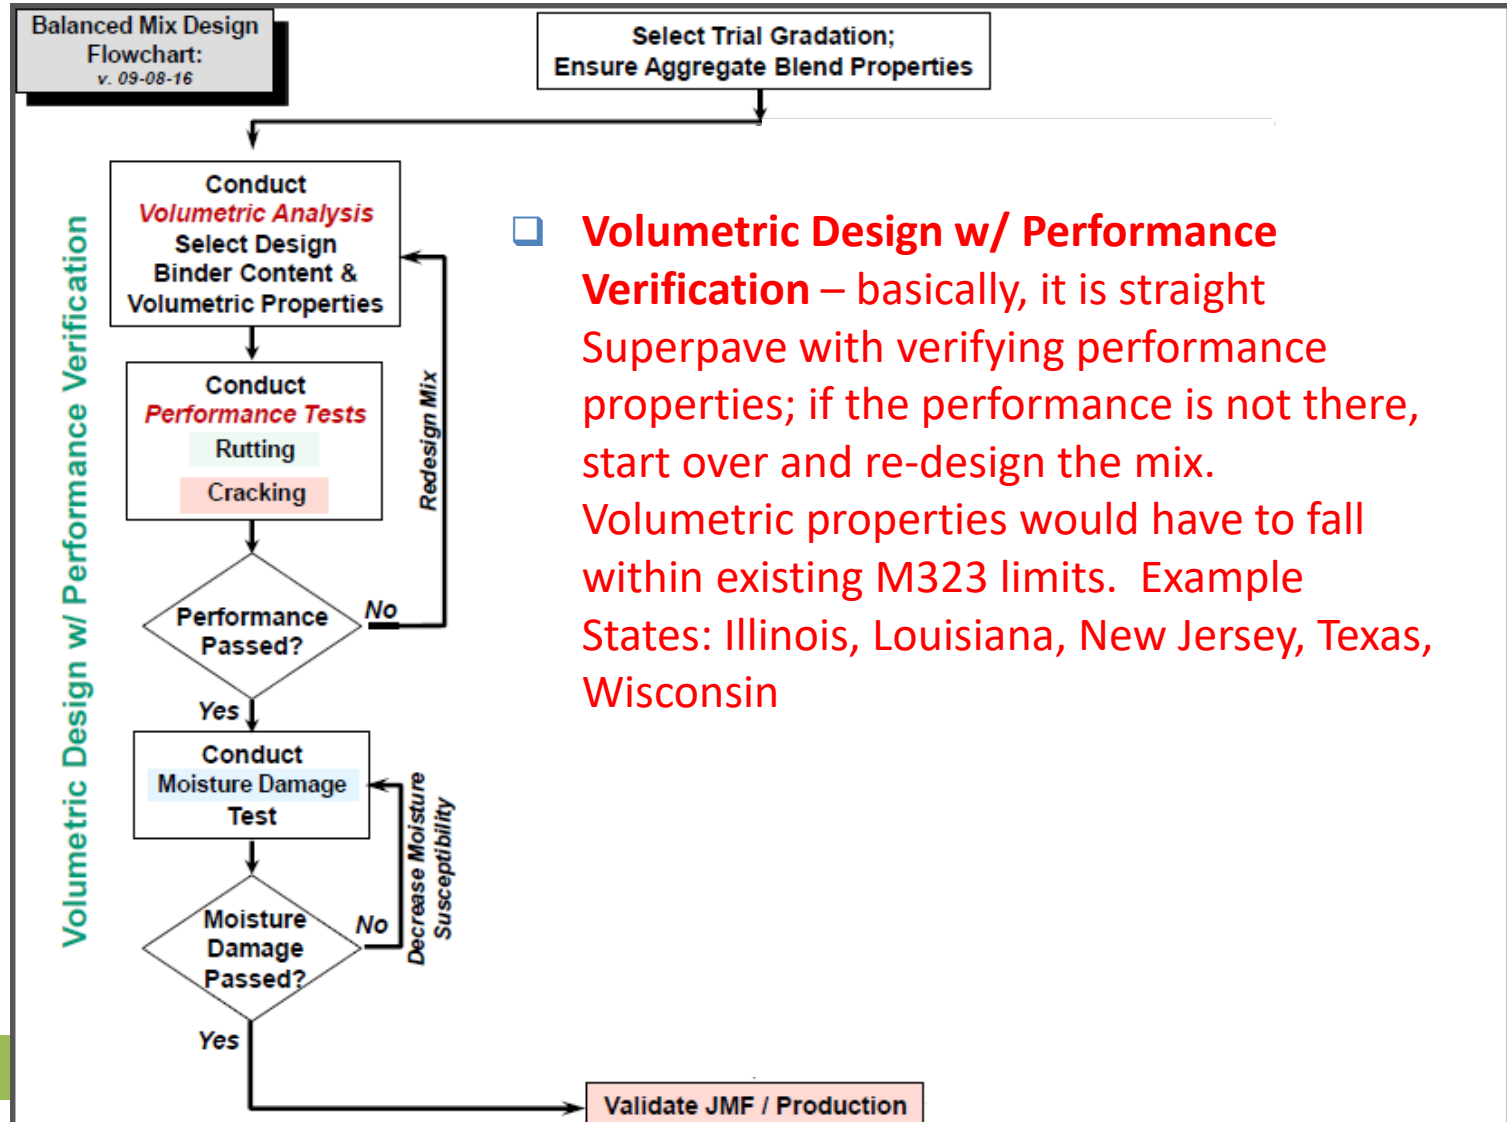 Balanced Mix Design
Flowchart:
v. 09-08-16
Select Trial Gradation;
Ensure Aggregate Blend Properties
Volumetric Design w/ Performance Verification
Conduct
Volumetric Analysis
Select Design
Binder Content &
Volumetric Properties
Conduct
Performance Tests
Rutting
Cracking
Redesign Mix
Performance
Passed?
No
Yes
Conduct
Moisture Damage
Test
Decrease Moisture
Susceptibility
Moisture
Damage
Passed?
No
Yes
Validate JMF / Production
❑ Volumetric Design w/ Performance
Verification – basically, it is straight
Superpave with verifying performance
properties; if the performance is not there,
start over and re-design the mix.
Volumetric properties would have to fall
within existing M323 limits.  Example
States: Illinois, Louisiana, New Jersey, Texas,
Wisconsin